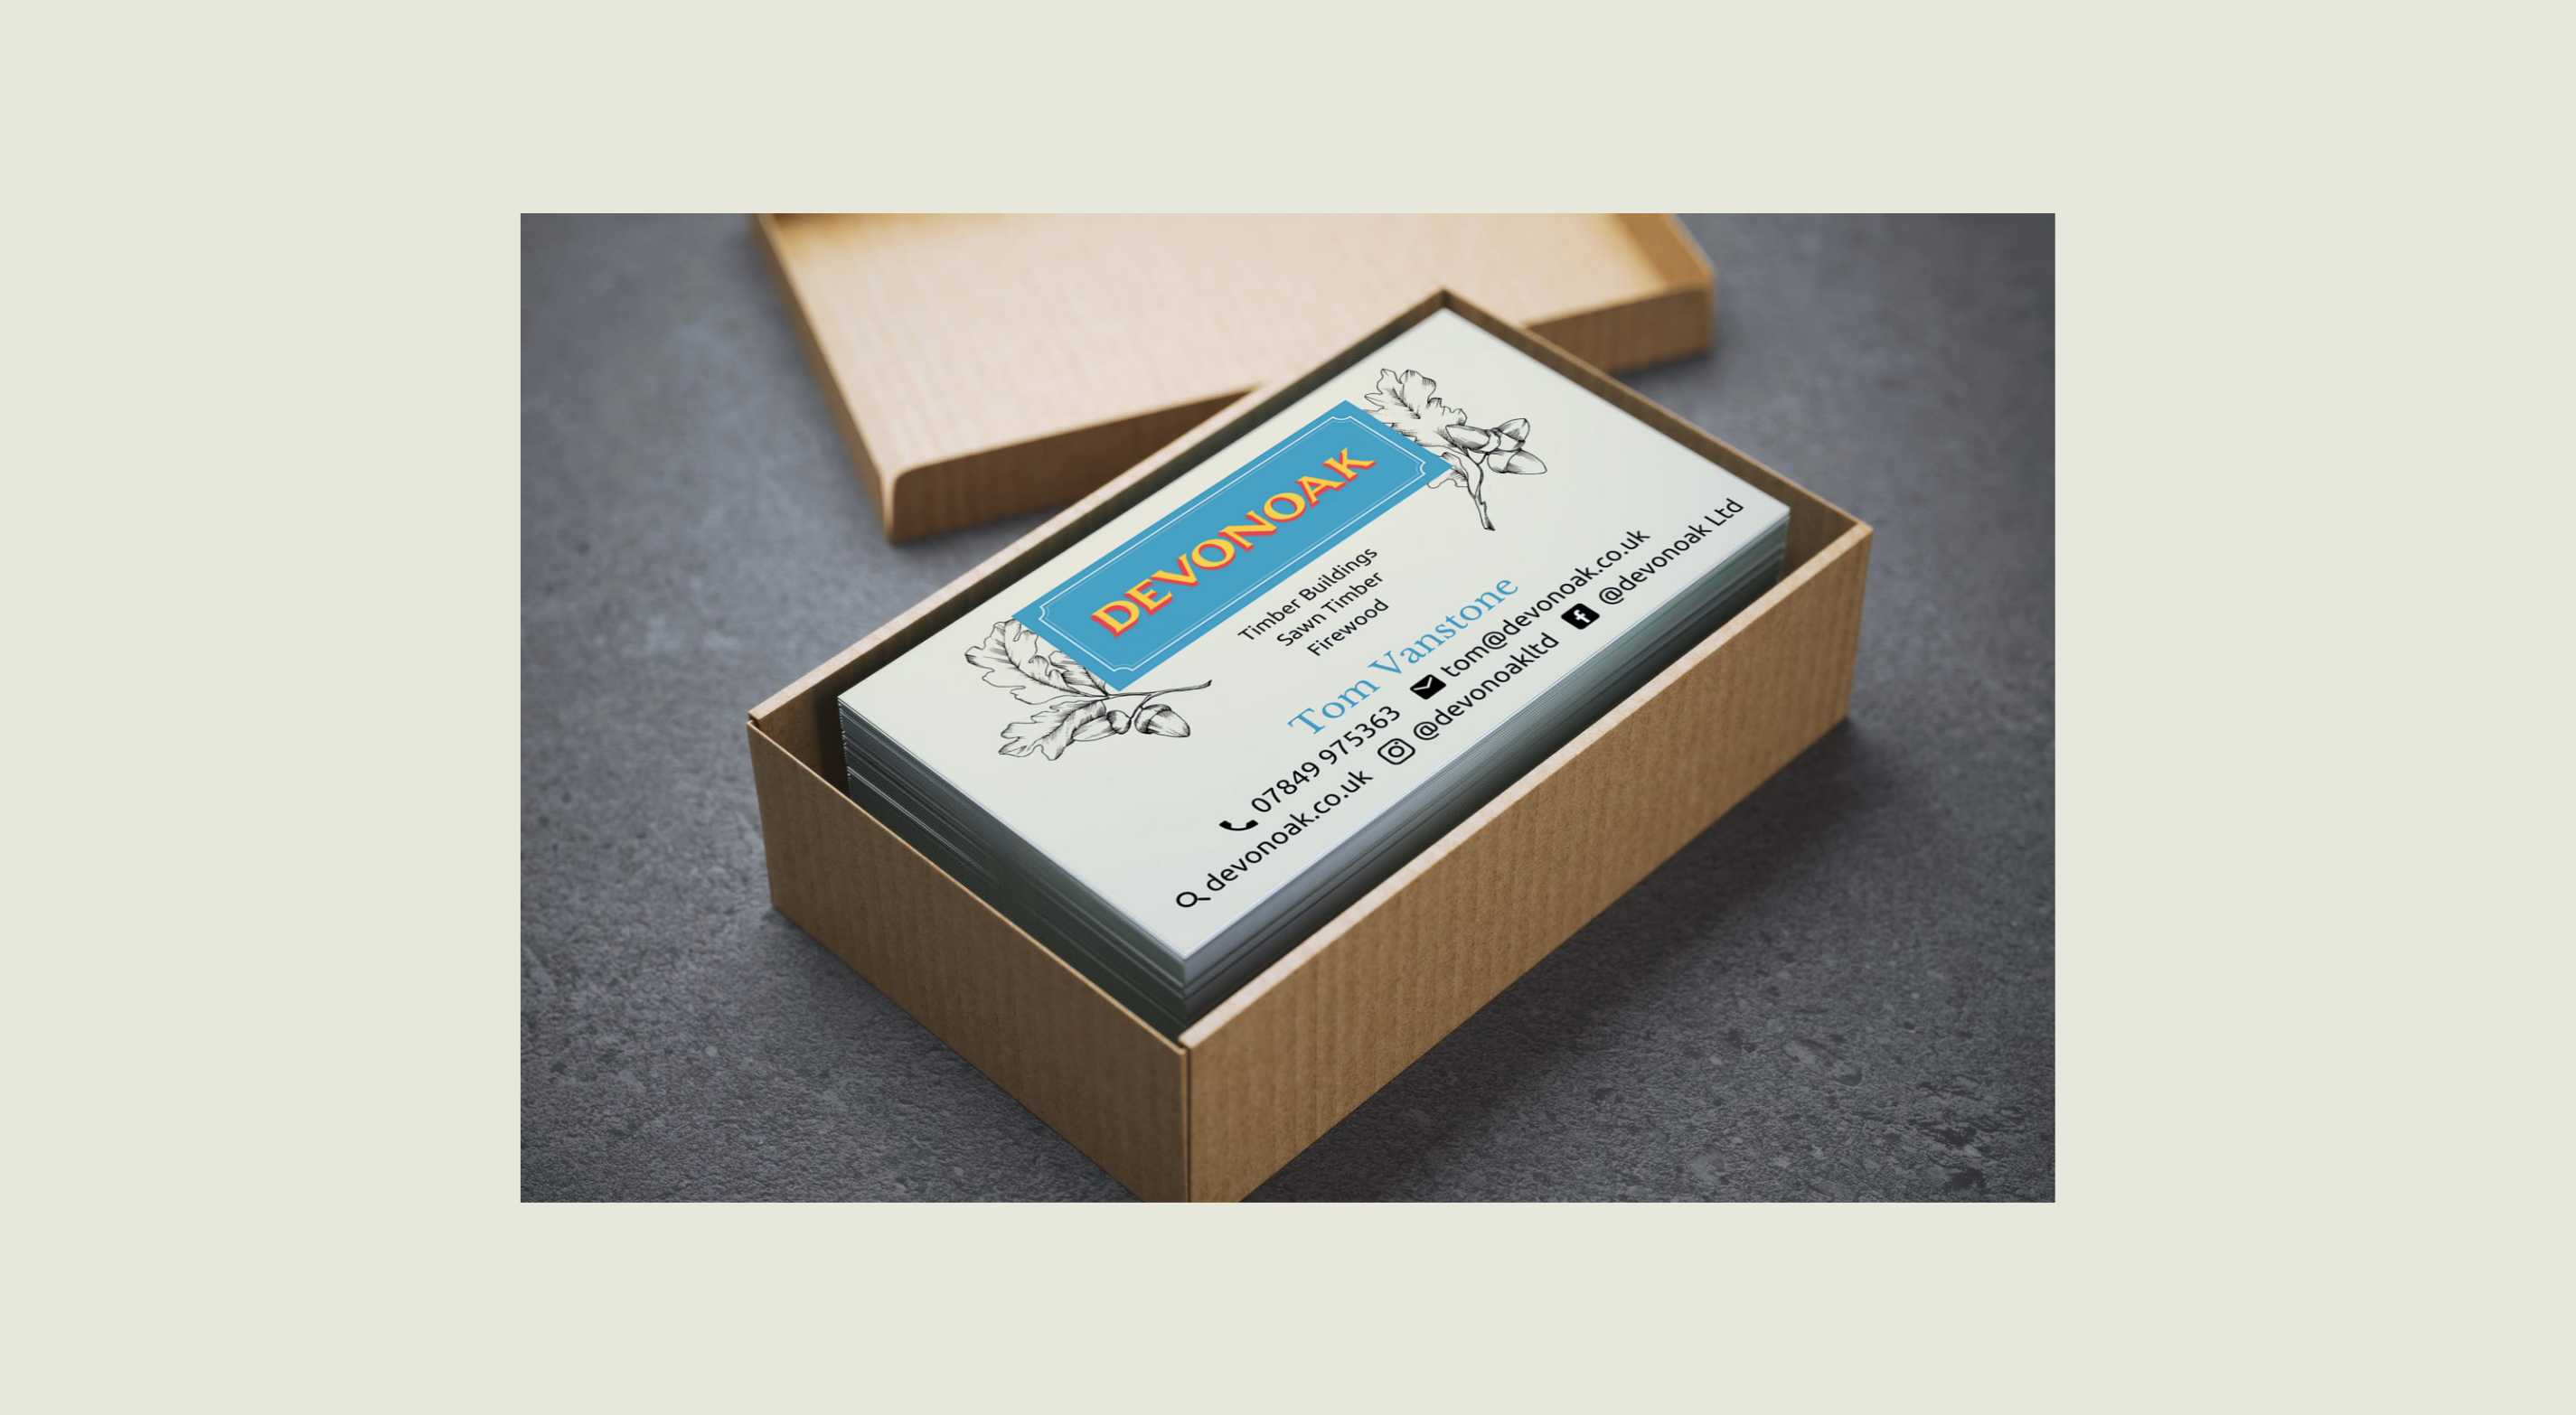 DEVONOAK
Timber Buildings
Sawn Timber
Firewood
Tom Vanstone
07849 975363 tom@devonoak.co.uk
devonoak.co.uk @devonoakltd @devonoak Ltd